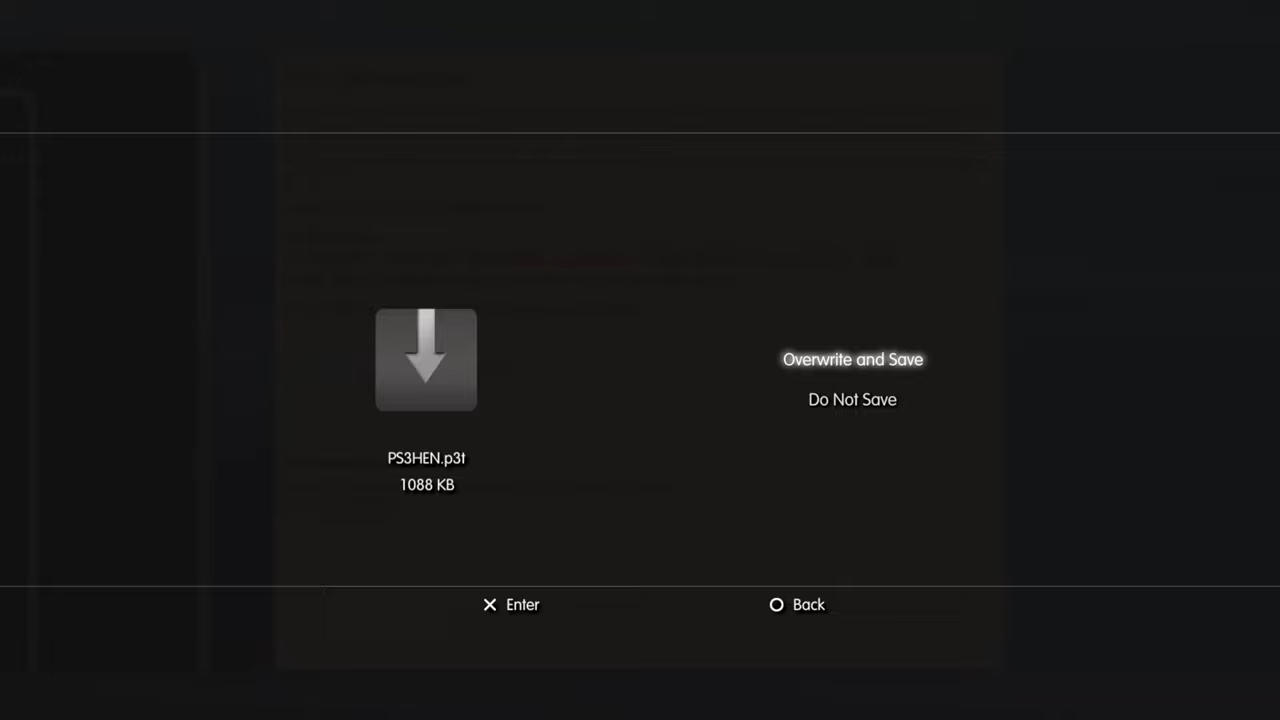 Overwrite and Save
Do Not Save
PS3HEN.p3t
1088 KB
Enter
Back